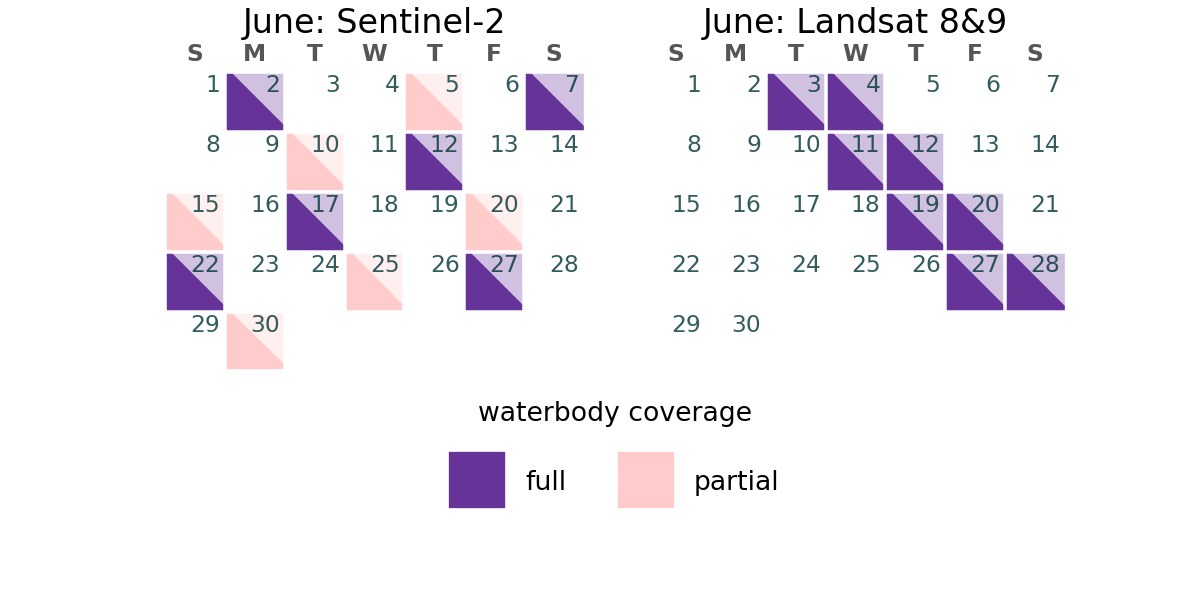 June: Sentinel-2
S M T W T F S
1 2 3 4 5 6 7
8 9 10 11 12 13 14
15 16 17 18 19 20 21
22 23 24 25 26 27 28
29 30
June: Landsat 8&9
S M T W T F S
1 2 3 4 5 6 7
8 9 10 11 12 13 14
15 16 17 18 19 20 21
22 23 24 25 26 27 28
29 30
waterbody coverage
full partial